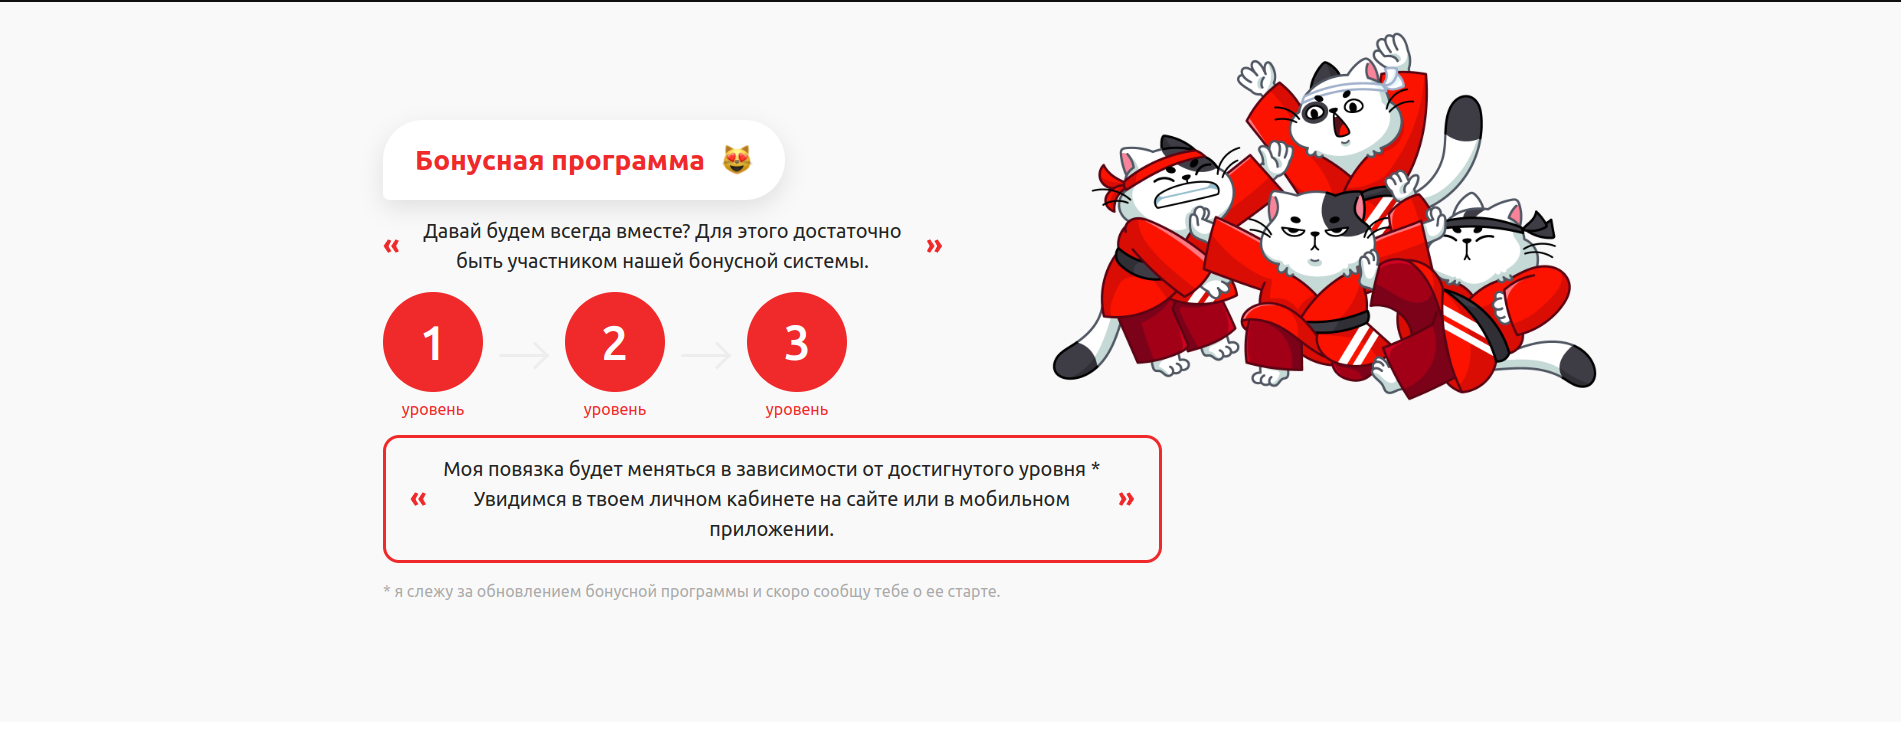 Бонусная программа 😻
« Давай будем всегда вместе? Для этого достаточно
быть участником нашей бонусной системы. »
1 2 3
уровень уровень уровень
Моя повязка будет меняться в зависимости от достигнутого уровня *
« Увидимся в твоем личном кабинете на сайте или в мобильном »
приложении.
* я слежу за обновлением бонусной программы и скоро сообщу тебе о ее старте.